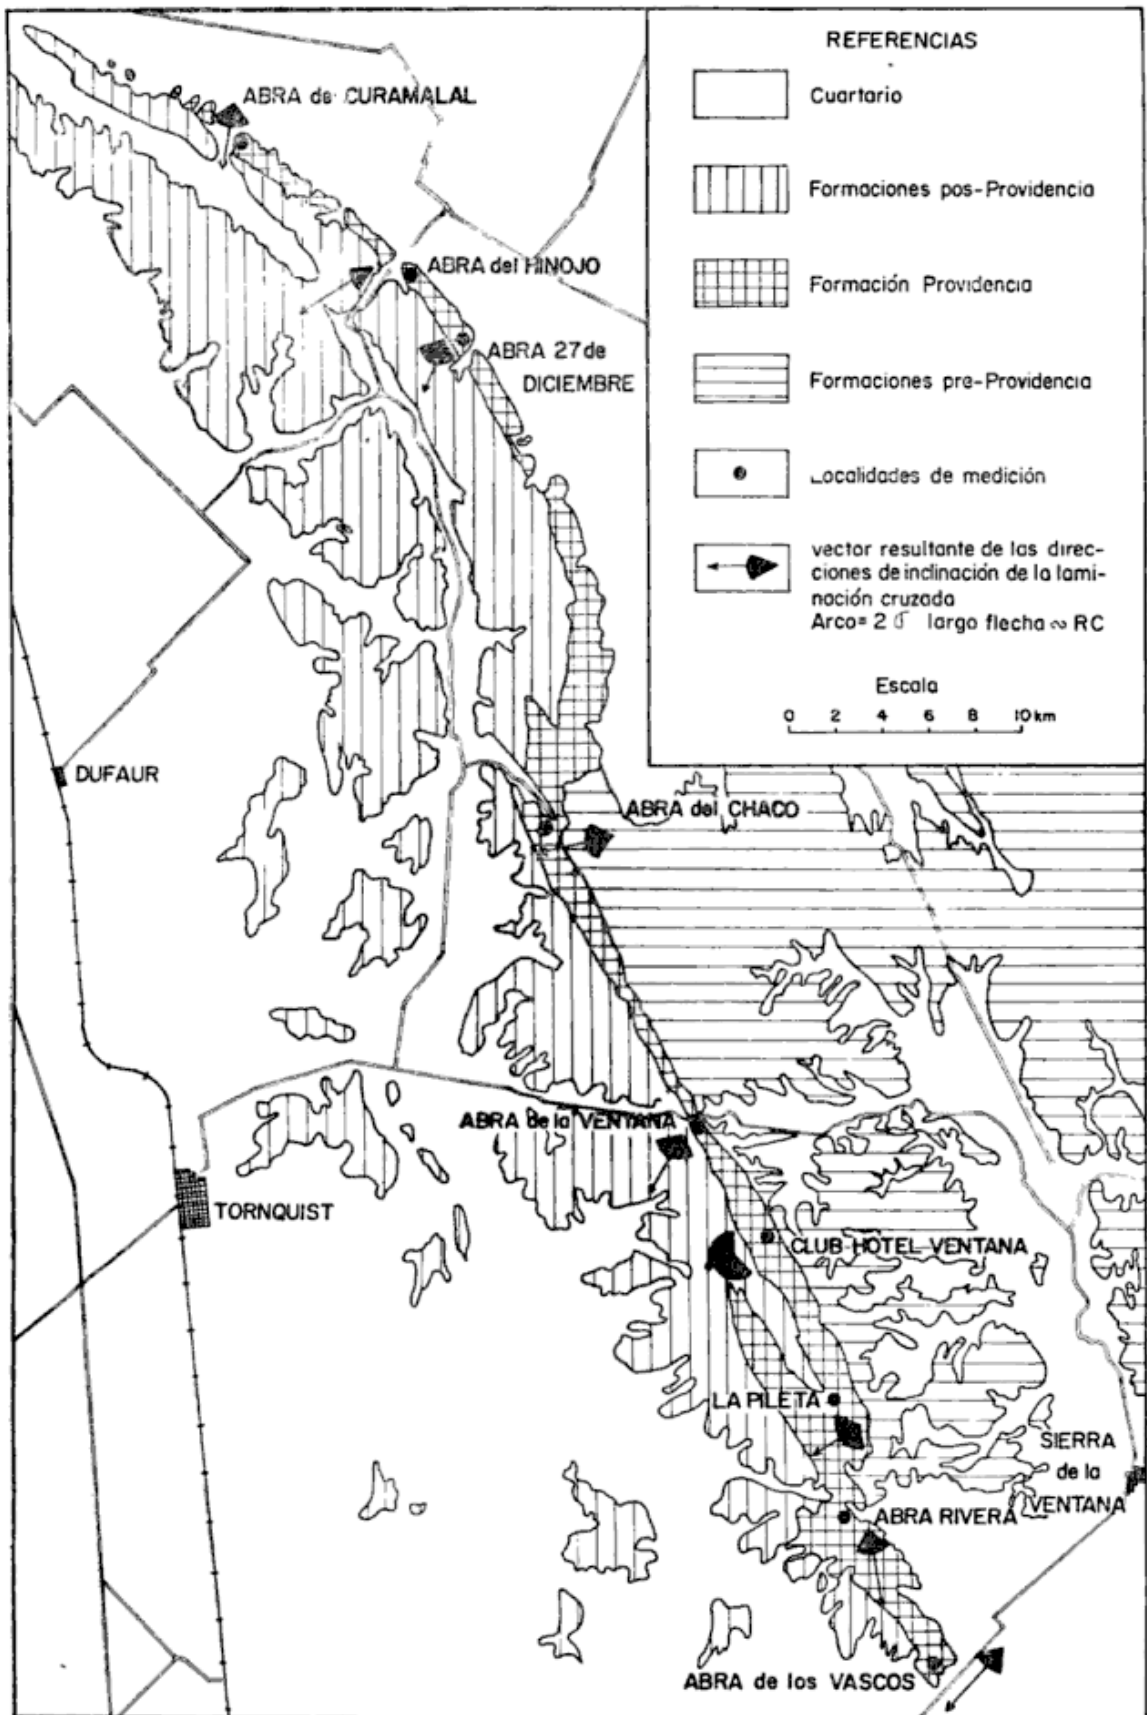 REFERENCIAS
Cuartario
Formaciones pos-Providencia
Formación Providencia
Formaciones pre-Providencia
Localidades de medición
vector resultante de las direc-
ciones de inclinación de la lami-
nación cruzada
Arco= 2 σ largo flecha ∾ RC
Escala
0 2 4 6 8 10 km
ABRA de CURAMALAL
ABRA del HINOJO
ABRA 27 de
DICIEMBRE
DUFAUR
ABRA del CHACO
ABRA de la VENTANA
TORNQUIST
CLUB HOTEL VENTANA
LA PILETA
SIERRA
de la
VENTANA
ABRA RIVERA
ABRA de los VASCOS